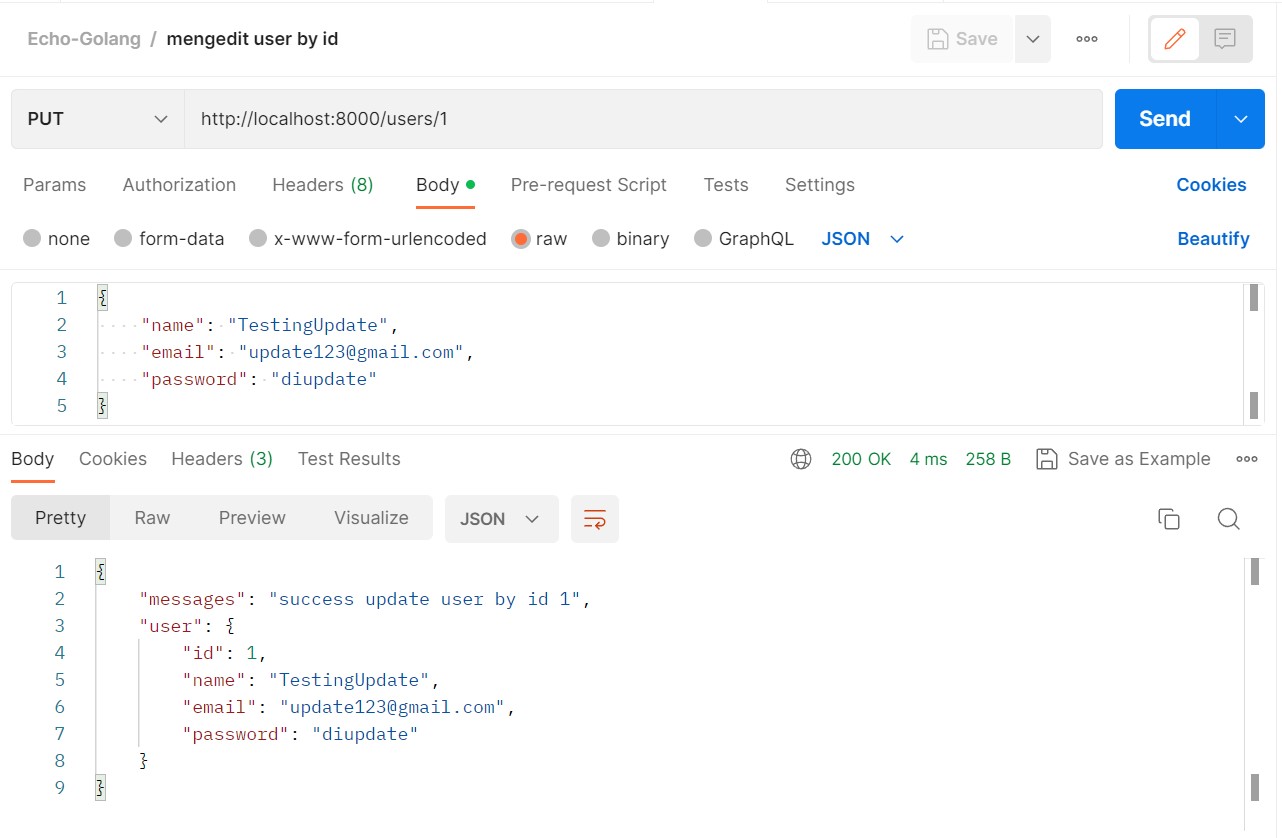 Echo-Golang / mengedit user by id
Save
PUT
http://localhost:8000/users/1
Send
Params Authorization Headers (8) Body Pre-request Script Tests Settings Cookies
none form-data x-www-form-urlencoded raw binary GraphQL JSON Beautify
1 {
2 "name": "TestingUpdate",
3 "email": "update123@gmail.com",
4 "password": "diupdate"
5 }
Body Cookies Headers (3) Test Results 200 OK 4 ms 258 B Save as Example
Pretty Raw Preview Visualize JSON
1 {
2 "messages": "success update user by id 1",
3 "user": {
4 "id": 1,
5 "name": "TestingUpdate",
6 "email": "update123@gmail.com",
7 "password": "diupdate"
8 }
9 }